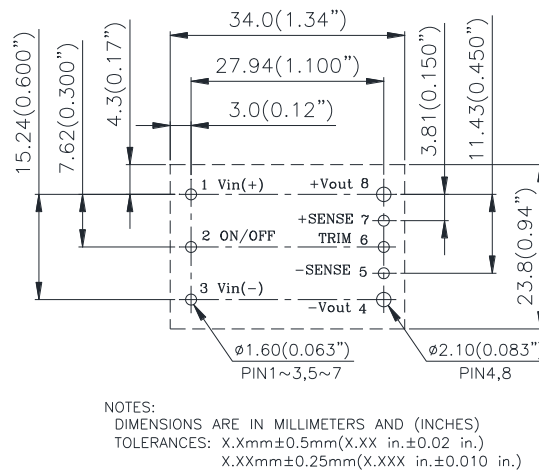 34.0(1.34")
27.94(1.100")
3.0(0.12")
15.24(0.600")
7.62(0.300")
4.3(0.17")
3.81(0.150")
11.43(0.450")
23.8(0.94")
1 Vin(+)
+Vout 8
+SENSE 7
2 ON/OFF
TRIM 6
-SENSE 5
3 Vin(-)
-Vout 4
ø1.60(0.063")
PIN1~3,5~7
ø2.10(0.083")
PIN4,8
NOTES:
DIMENSIONS ARE IN MILLIMETERS AND (INCHES)
TOLERANCES: X.Xmm±0.5mm(X.XX in.±0.02 in.)
X.XXmm±0.25mm(X.XXX in.±0.010 in.)